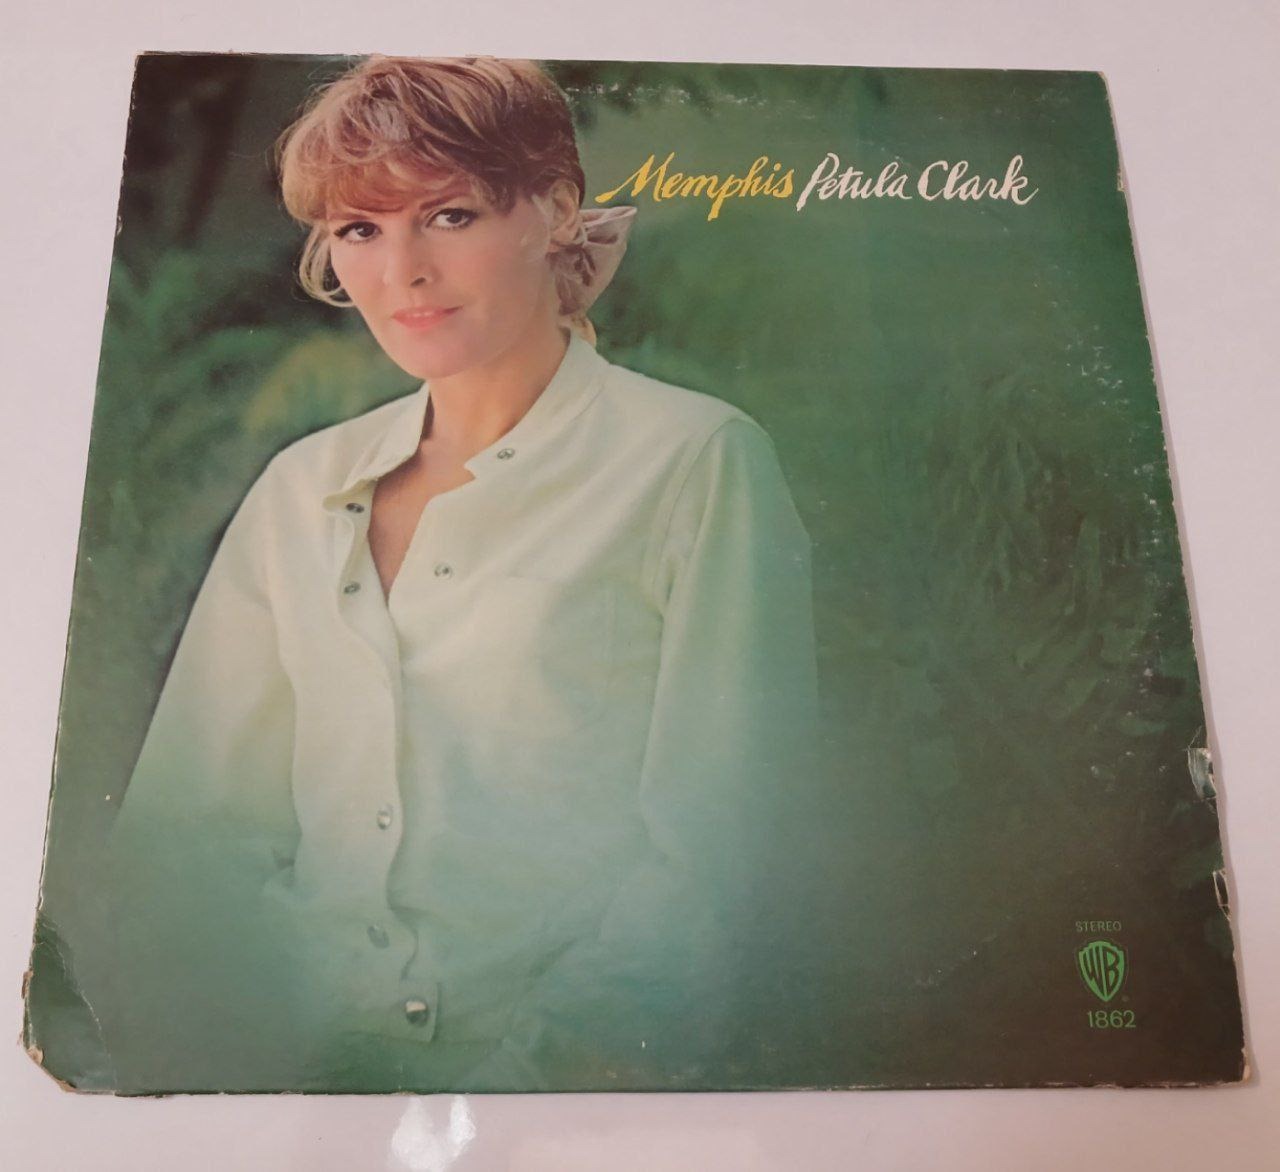 Memphis Petula Clark
STEREO
WB
1862